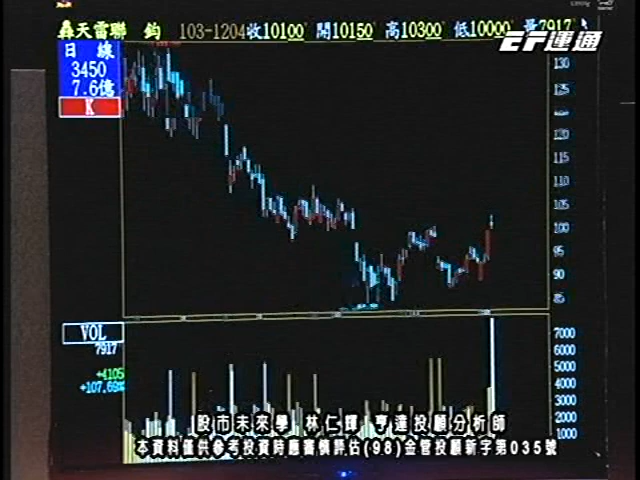 聯鈞 103-1204收10100 開10150 高10300 低10000 量7917
EF運通
日 線
3450
7.6億
K
130
125
120
115
110
105
100
95
90
85
VOL
7917
+4105
+107.69%
7000
6000
5000
4000
3000
2000
1000
股市未來學 林仁譁 亨達投顧分析師
本資料僅供參考投資時應審慎評估(98)金管投顧新字第035號